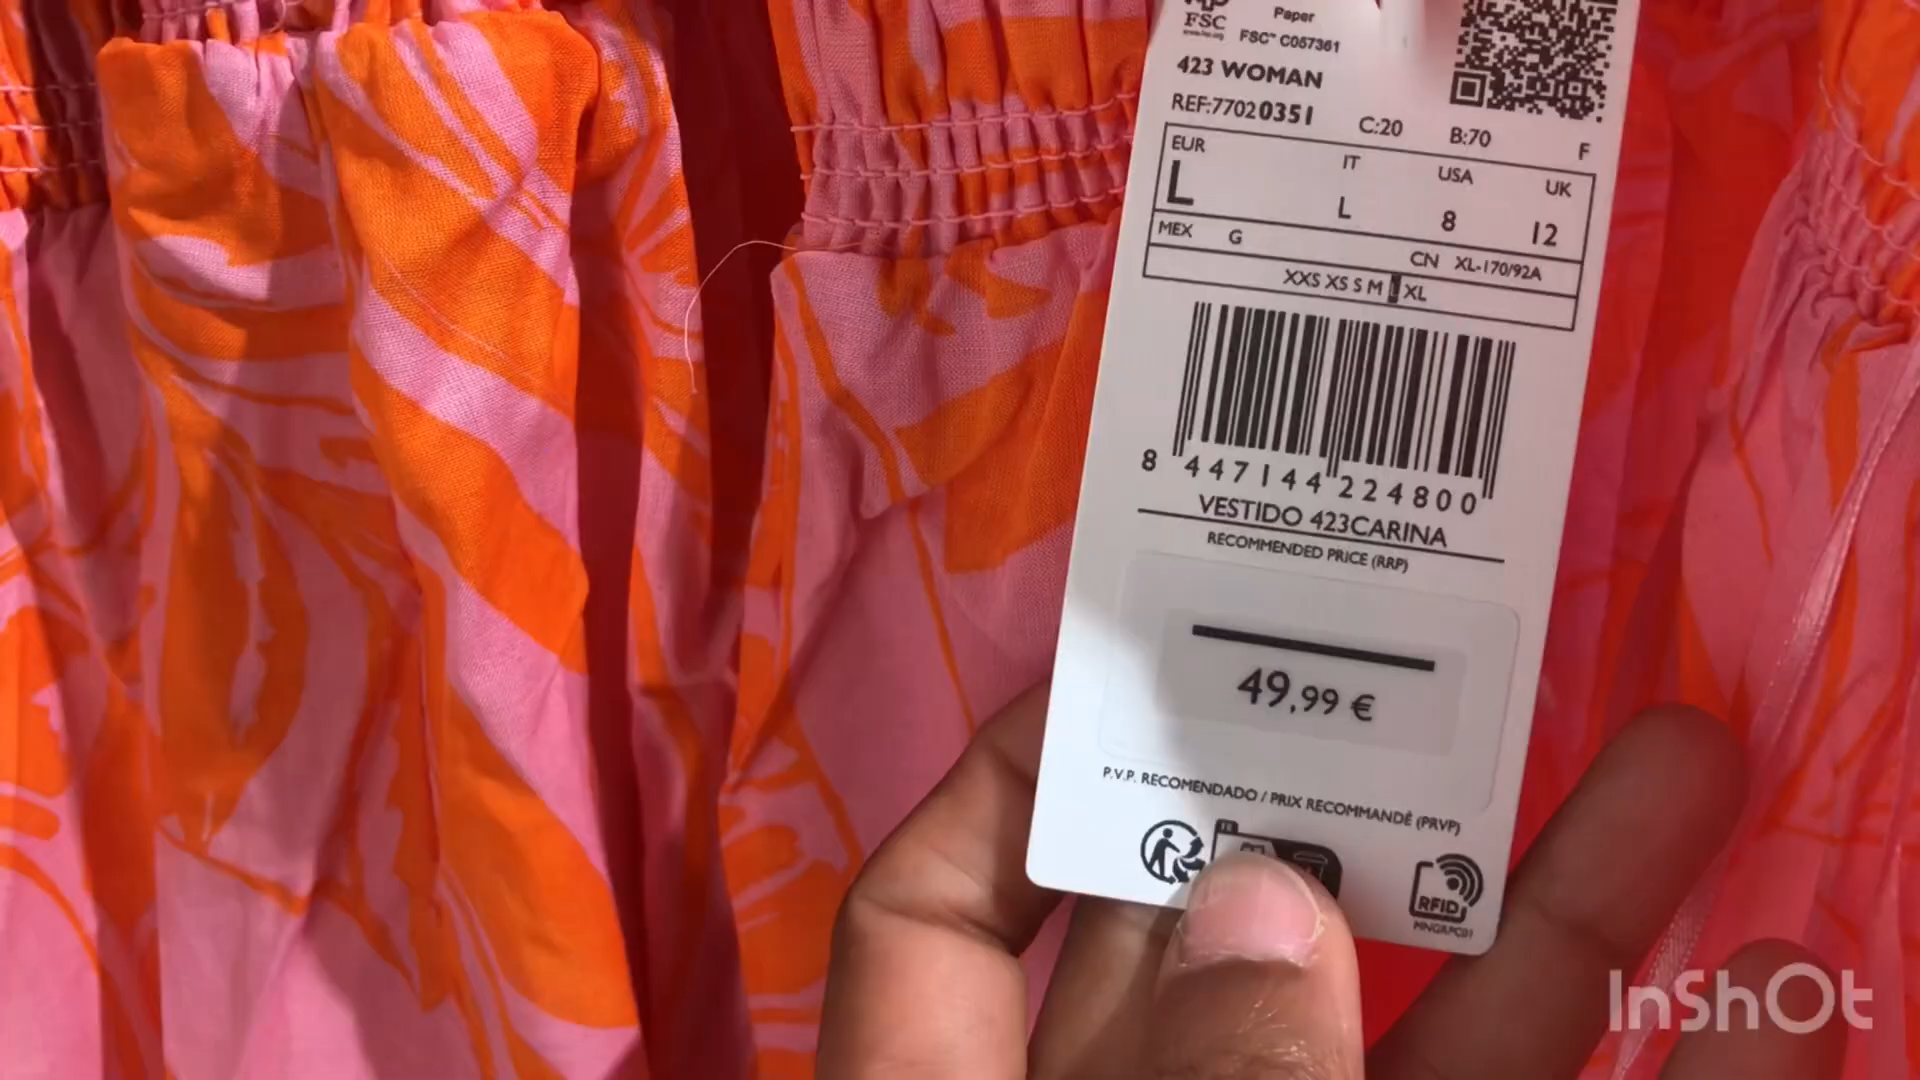 FSC
Paper
FSC™ C057361
423 WOMAN
REF:77020351 C:20 B:70 F
EUR IT USA UK
L L 8 12
MEX G CN XL-170/92A
XXS XS S M L XL
8 447144 224800
VESTIDO 423CARINA
RECOMMENDED PRICE (RRP)
49,99 €
P.V.P. RECOMENDADO / PRIX RECOMMANDÉ (PRVP)
FR
RFID
InShOt